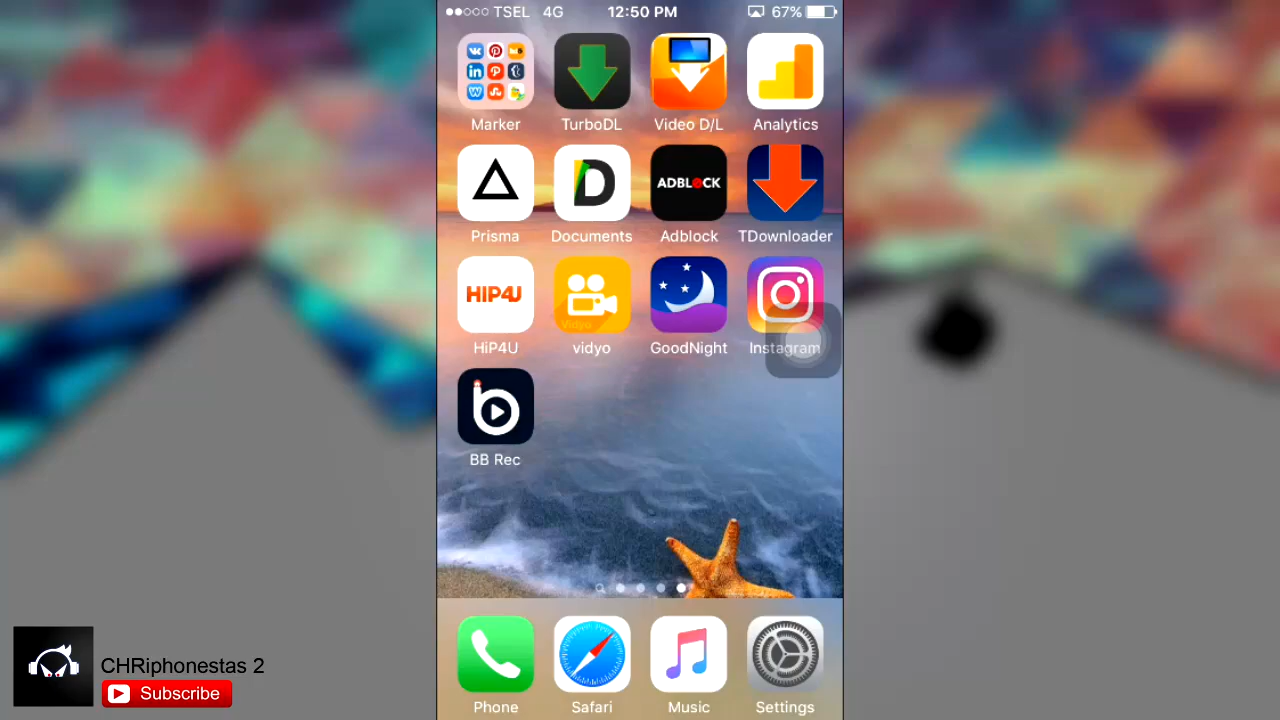 TSEL 4G 12:50 PM 67%
Marker TurboDL Video D/L Analytics
D ADBLOCK
Prisma Documents Adblock TDownloader
HIP4U vidyo
HiP4U vidyo GoodNight Instagram
b
BB Rec
CHRiphonestas 2
Subscribe
Phone Safari Music Settings